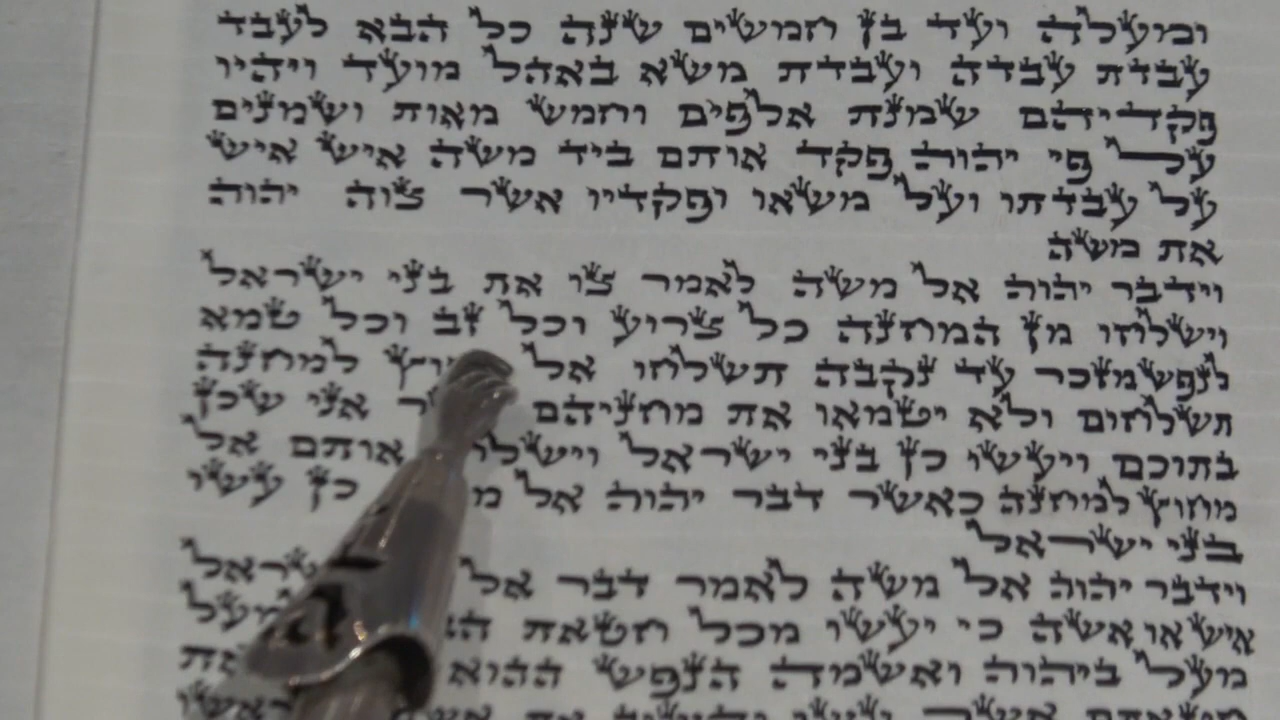 ומעלה ועד בן חמשים שנה כל הבא לעבד
עבדת עבדה ועבדת משא באהל מועד ויהיו
פקדיהם שמנת אלפים וחמש מאות ושמנים
על פי יהוה פקד אותם ביד משה איש איש
על עבדתו ועל משאו ופקדיו אשר צוה יהוה
את משה
וידבר יהוה אל משה לאמר צו את בני ישראל
וישלחו מן המחנה כל צרוע וכל זב וכל טמא
לנפש מזכר עד נקבה תשלחו אל למחנה
תשלחום ולא יטמאו את מחניהם אני שכן
בתוכם ויעשו כן בני ישראל אותם אל
מחוץ למחנה כאשר דבר יהוה אל כן עשו
בני ישראל
וידבר יהוה אל משה לאמר דבר אל
איש או אשה כי יעשו מכל חטאת
מעל ביהוה ואשמה הנפש ההוא